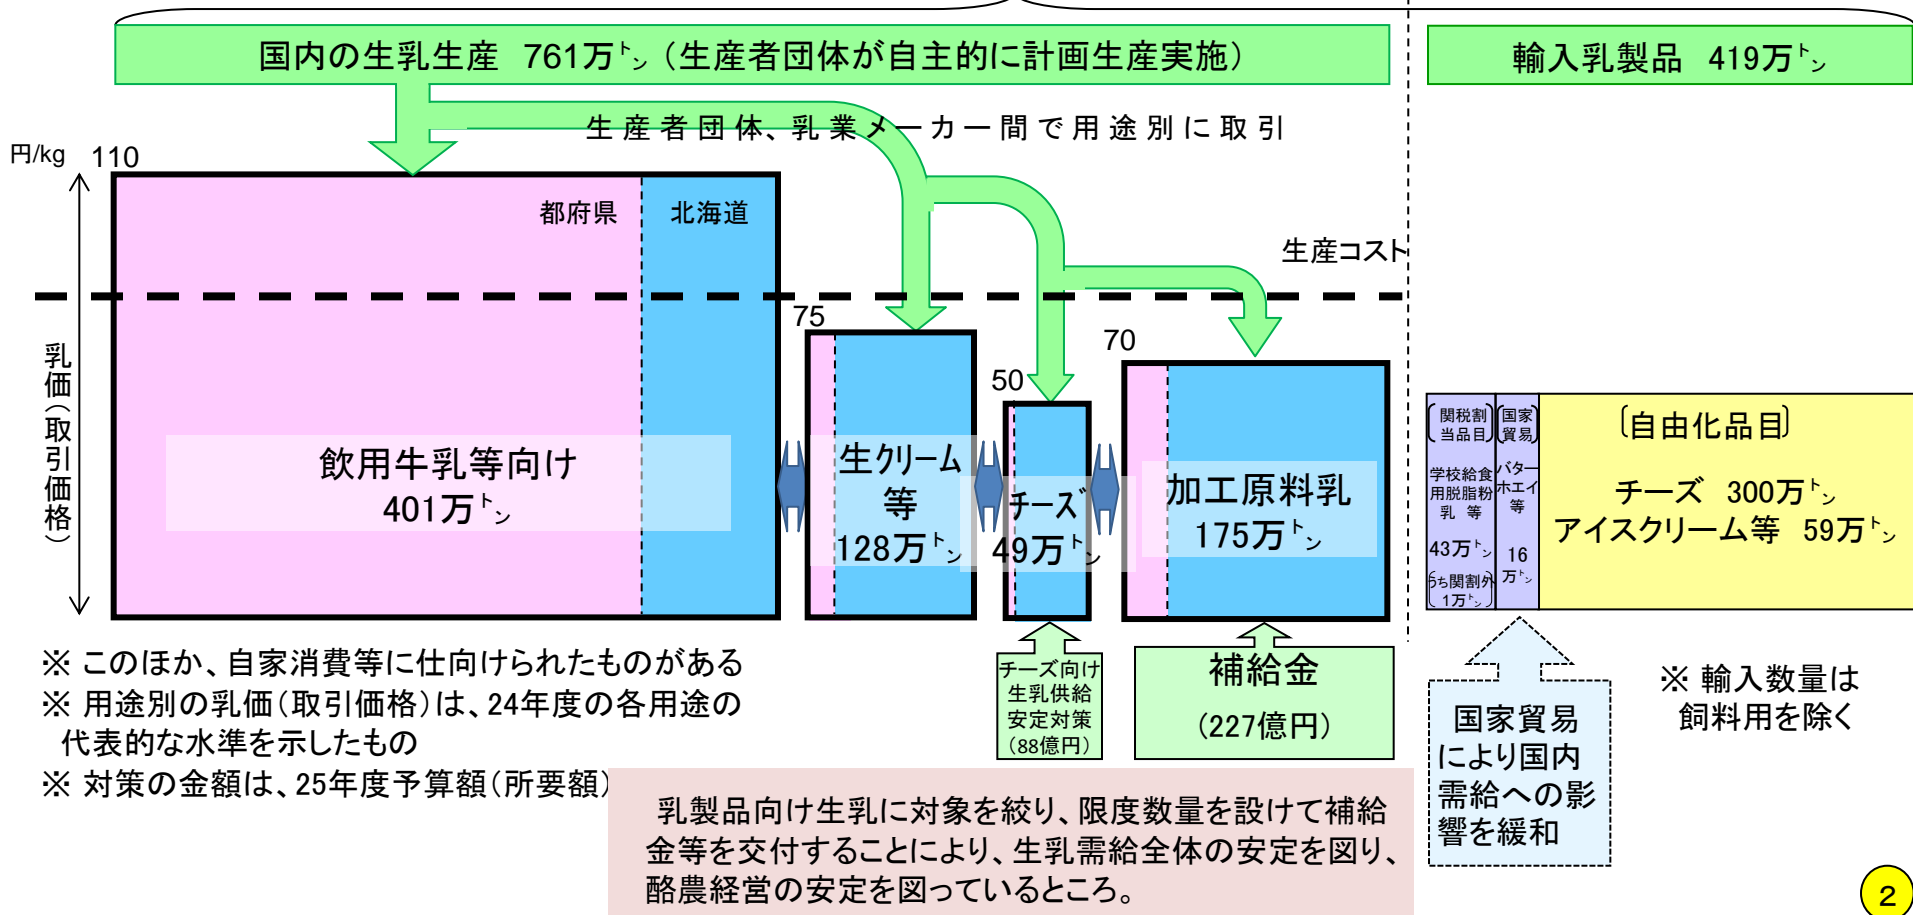 国内の生乳生産 761万トン（生産者団体が自主的に計画生産実施）
輸入乳製品 419万トン
生産者団体、乳業メーカー間で用途別に取引
円/kg
110
都府県
北海道
生産コスト
乳価（取引価格）
飲用牛乳等向け
401万トン
75
生クリーム
等
128万トン
50
チーズ
49万トン
70
加工原料乳
175万トン
〔関税割
当品目〕
学校給食
用脱脂粉
乳 等
43万トン
〔うち関割外
1万トン〕
〔国家
貿易〕
バター
ホエイ
等
16
万トン
〔自由化品目〕
チーズ 300万トン
アイスクリーム等 59万トン
※ このほか、自家消費等に仕向けられたものがある
※ 用途別の乳価（取引価格）は、24年度の各用途の
代表的な水準を示したもの
※ 対策の金額は、25年度予算額（所要額）
チーズ向け
生乳供給
安定対策
（88億円）
補給金
（227億円）
国家貿易
により国内
需給への影
響を緩和
※ 輸入数量は
飼料用を除く
乳製品向け生乳に対象を絞り、限度数量を設けて補給
金等を交付することにより、生乳需給全体の安定を図り、
酪農経営の安定を図っているところ。
2